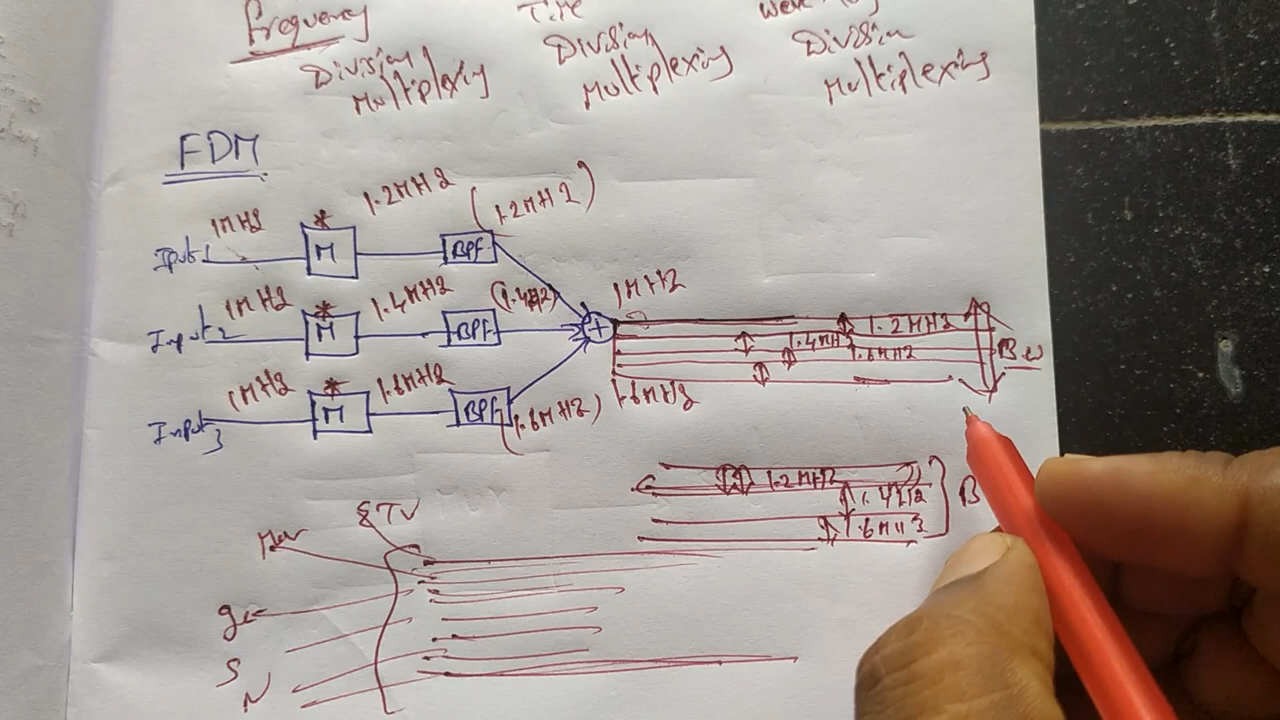 Frequency
Division
Multiplexing
Time
Division
Multiplexing
Division
Multiplexing
FDM
Input 1 1MHz M * 1.2MHz BPF (1.2MHz)
Input 2 1MHz M * 1.4MHz BPF
Input 3 1MHz M * 1.6MHz BPF (1.6MHz)
+
1MHz
1.2MHz
1.4MHz
1.6MHz
B.W
1.6MHz
1.2MHz
1.4MHz
1.6MHz
B
S
N